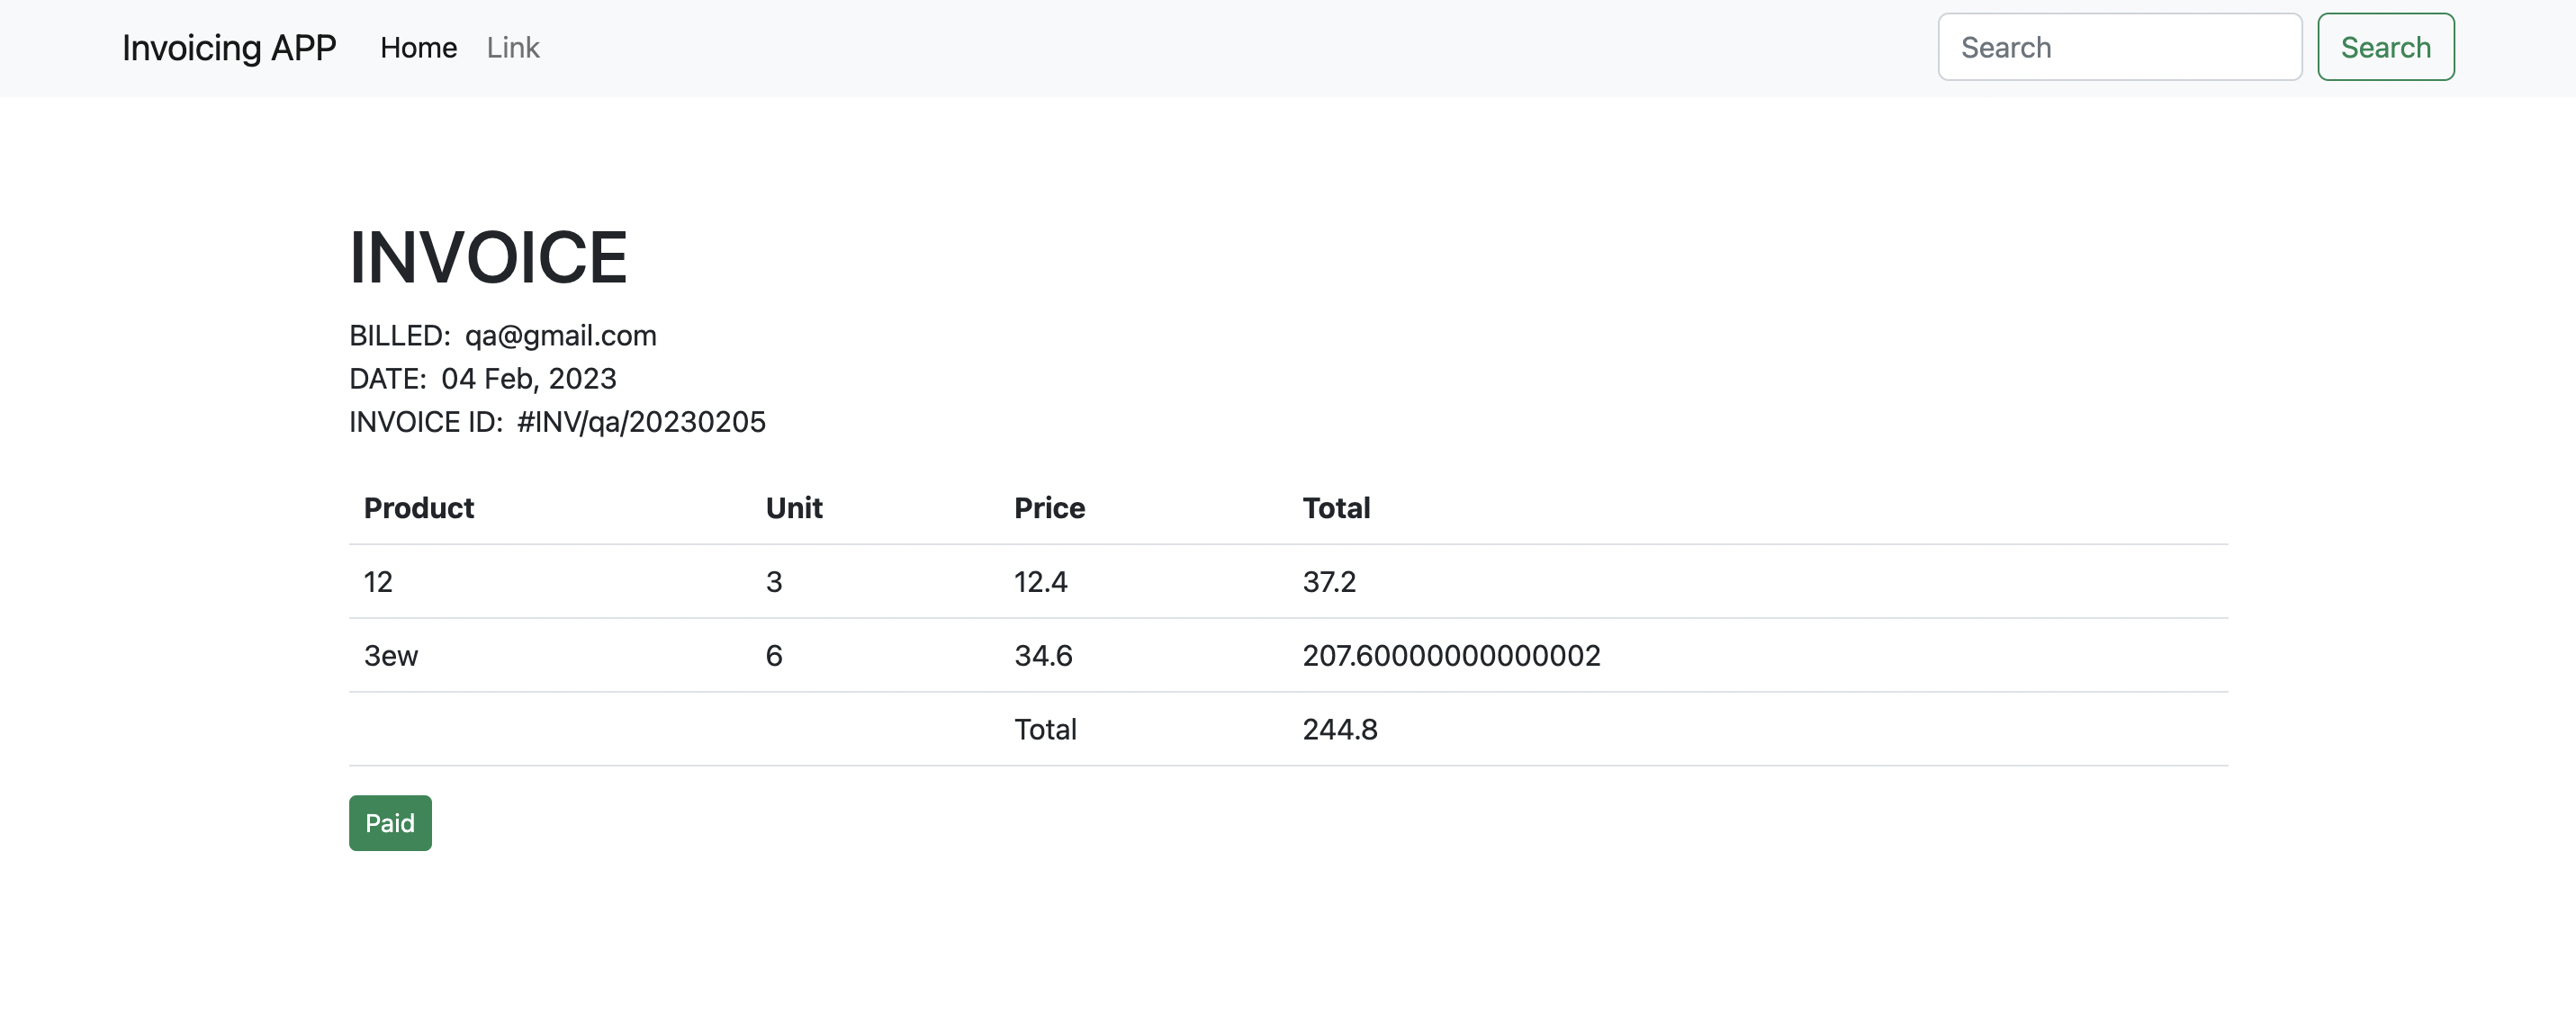 Invoicing APP Home Link Search Search
INVOICE
BILLED: qa@gmail.com
DATE: 04 Feb, 2023
INVOICE ID: #INV/qa/20230205
Product Unit Price Total
12 3 12.4 37.2
3ew 6 34.6 207.60000000000002
Total 244.8
Paid